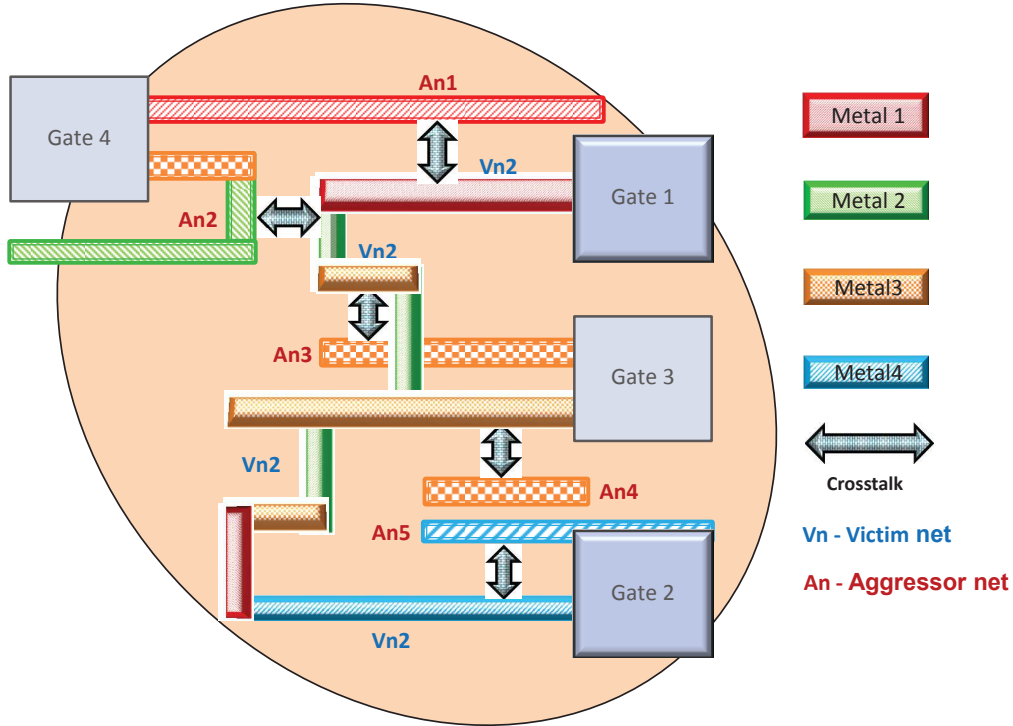 An1
Metal 1
Gate 4
Vn2
Gate 1
Metal 2
An2
Vn2
Metal3
An3
Gate 3
Metal4
Vn2
An4
Crosstalk
An5
Vn - Victim net
An - Aggressor net
Gate 2
Vn2